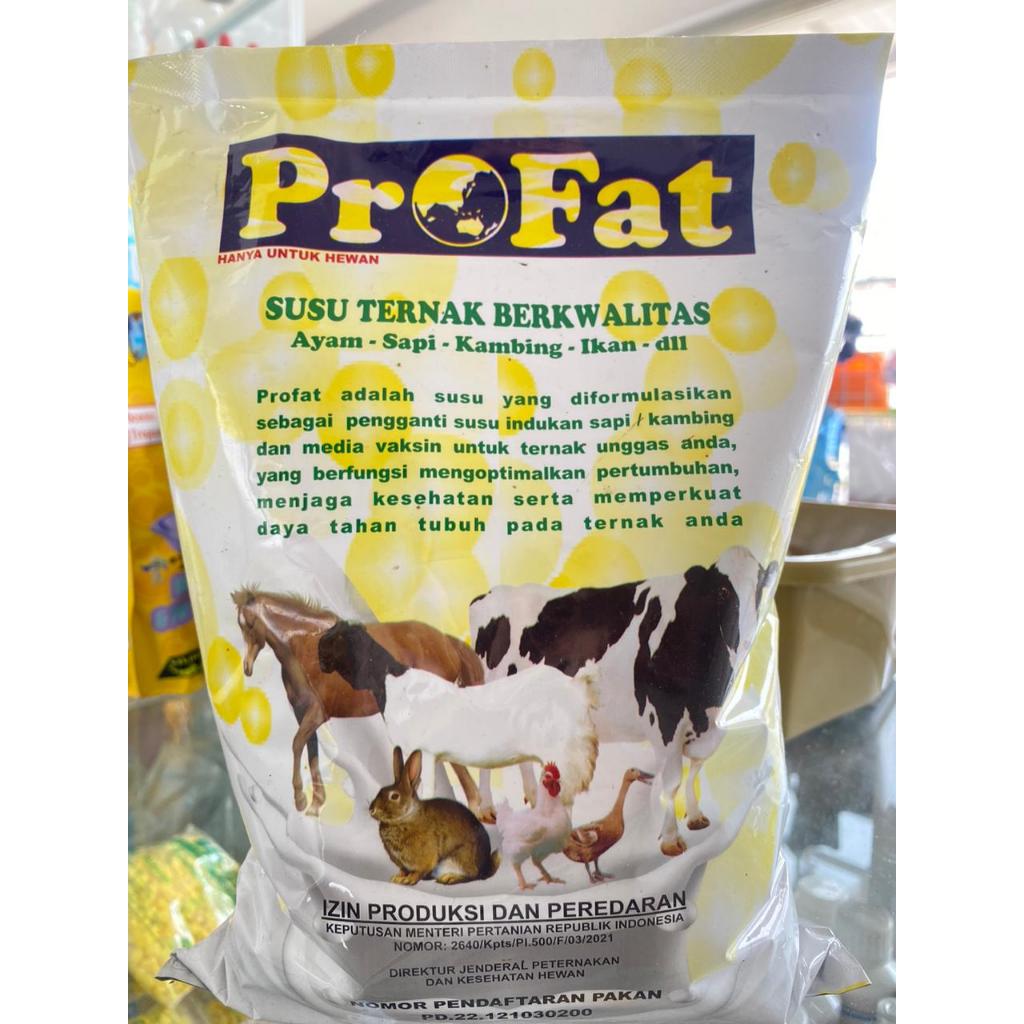 ProFat
HANYA UNTUK HEWAN
SUSU TERNAK BERKWALITAS
Ayam - Sapi - Kambing - Ikan - dll
Profat adalah susu yang diformulasikan
sebagai pengganti susu indukan sapi / kambing
dan media vaksin untuk ternak unggas anda,
yang berfungsi mengoptimalkan pertumbuhan,
menjaga kesehatan serta memperkuat
daya tahan tubuh pada ternak anda
IZIN PRODUKSI DAN PEREDARAN
KEPUTUSAN MENTERI PERTANIAN REPUBLIK INDONESIA
NOMOR: 2640/Kpts/PI.500/F/03/2021
DIREKTUR JENDERAL PETERNAKAN
DAN KESEHATAN HEWAN
NOMOR PENDAFTARAN PAKAN
PD.22.121030200